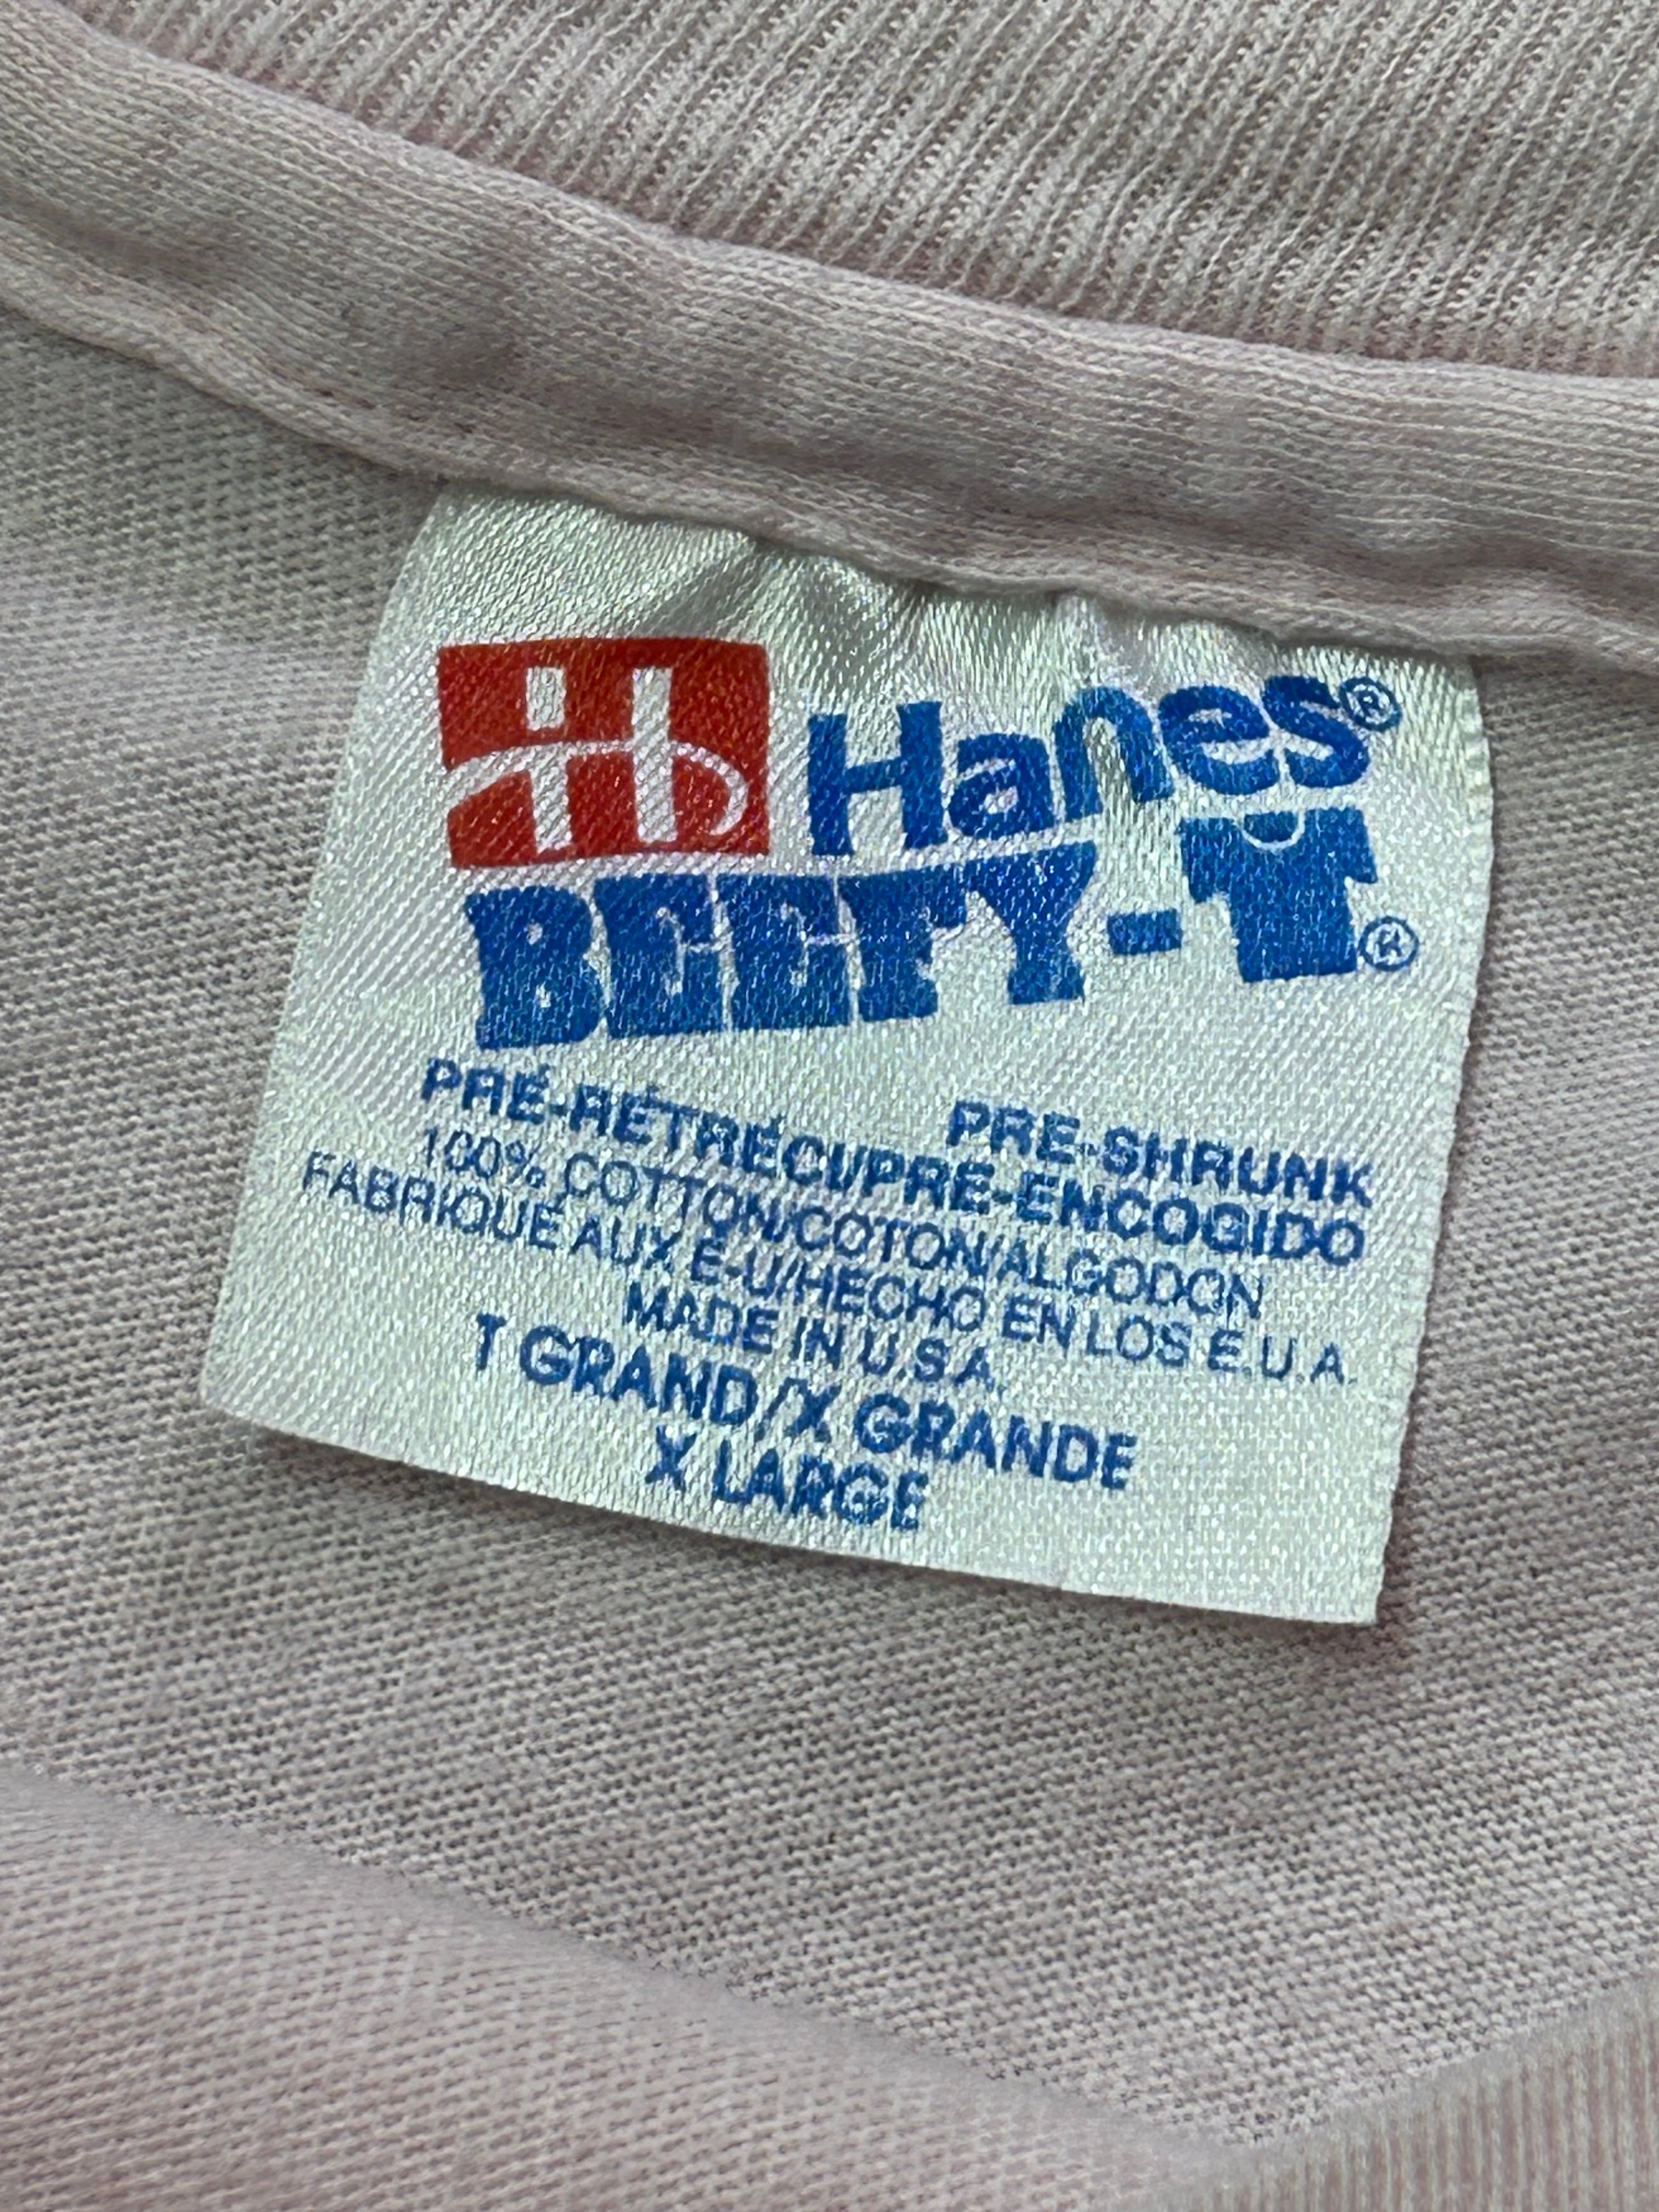 Hanes®
BEEFY-T®
PRE-SHRUNK
PRÉ-RÉTRÉCI/PRE-ENCOGIDO
100% COTTON/COTON/ALGODON
FABRIQUÉ AUX É-U/HECHO EN LOS E.U.A.
MADE IN U.S.A.
T GRAND/X GRANDE
X LARGE